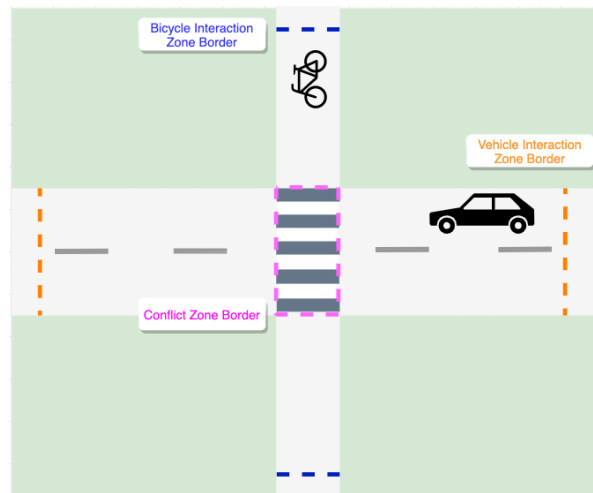 Bicycle Interaction
Zone Border
Vehicle Interaction
Zone Border
Conflict Zone Border